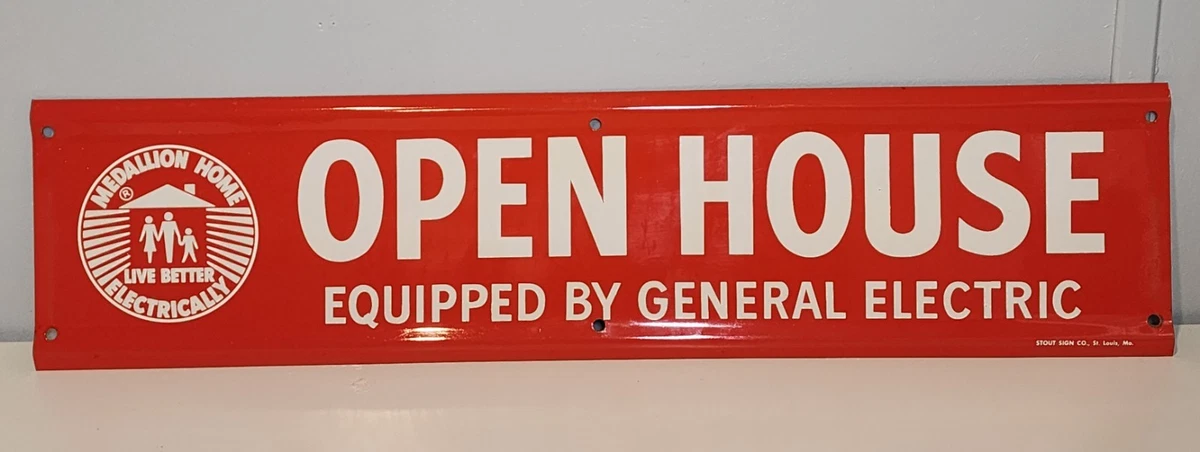 MEDALLION HOME
®
LIVE BETTER
ELECTRICALLY
OPEN HOUSE
EQUIPPED BY GENERAL ELECTRIC
STOUT SIGN CO., St. Louis, Mo.